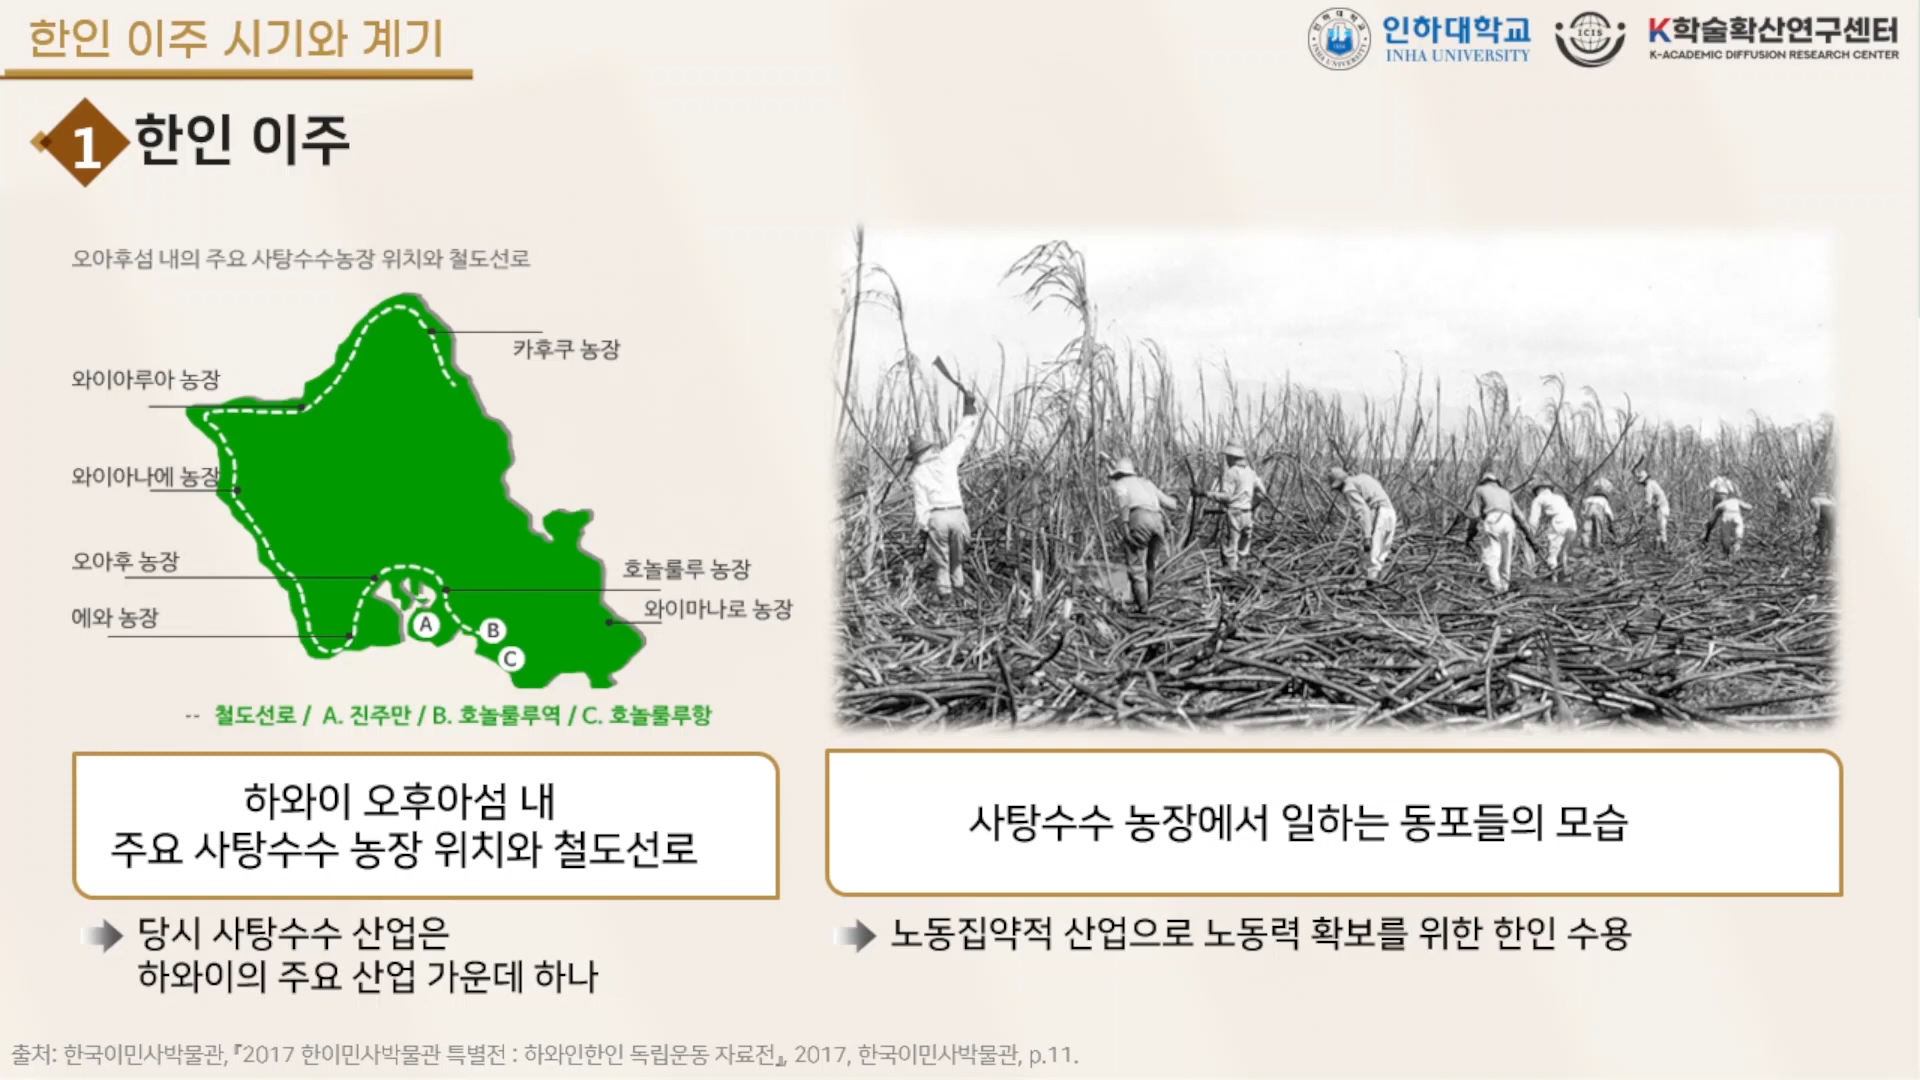 한인 이주 시기와 계기
인하대학교
INHA UNIVERSITY
ICIS
K학술확산연구센터
K-ACADEMIC DIFFUSION RESEARCH CENTER
1 한인 이주
오아후섬 내의 주요 사탕수수농장 위치와 철도선로
카후쿠 농장
와이아루아 농장
와이아나에 농장
오아후 농장
호놀룰루 농장
에와 농장
와이마나로 농장
A
B
C
-- 철도선로 / A. 진주만 / B. 호놀룰루역 / C. 호놀룰루항
하와이 오후아섬 내
주요 사탕수수 농장 위치와 철도선로
사탕수수 농장에서 일하는 동포들의 모습
당시 사탕수수 산업은
하와이의 주요 산업 가운데 하나
노동집약적 산업으로 노동력 확보를 위한 한인 수용
출처: 한국이민사박물관,『2017 한이민사박물관 특별전 : 하와인한인 독립운동 자료전』, 2017, 한국이민사박물관, p.11.